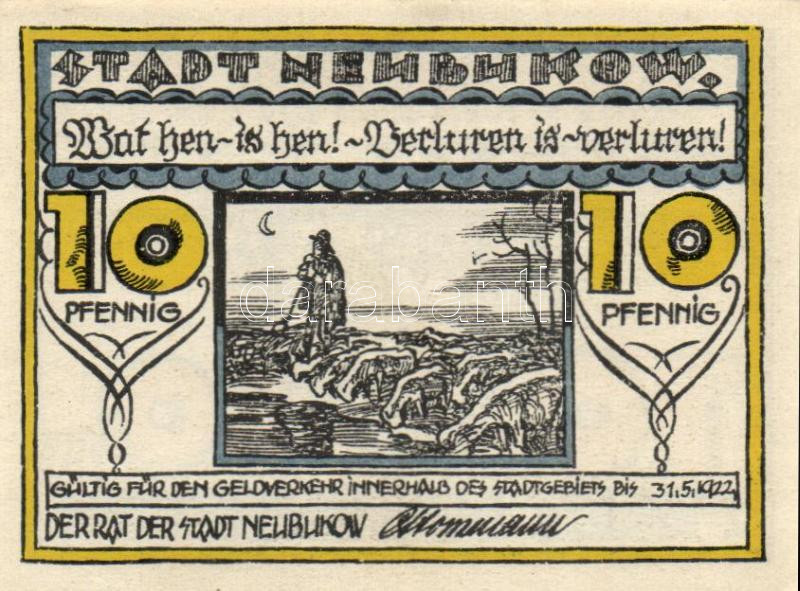 STADT NEUBUKOW.
Wat hen~is hen!~Verluren is~verluren!
10 10
PFENNIG PFENNIG
darabanth
GÜLTIG FÜR DEN GELDVERKEHR INNERHALB DES STADTGEBIETS BIS 31.5.1922
DER RAT DER STADT NEUBUKOW